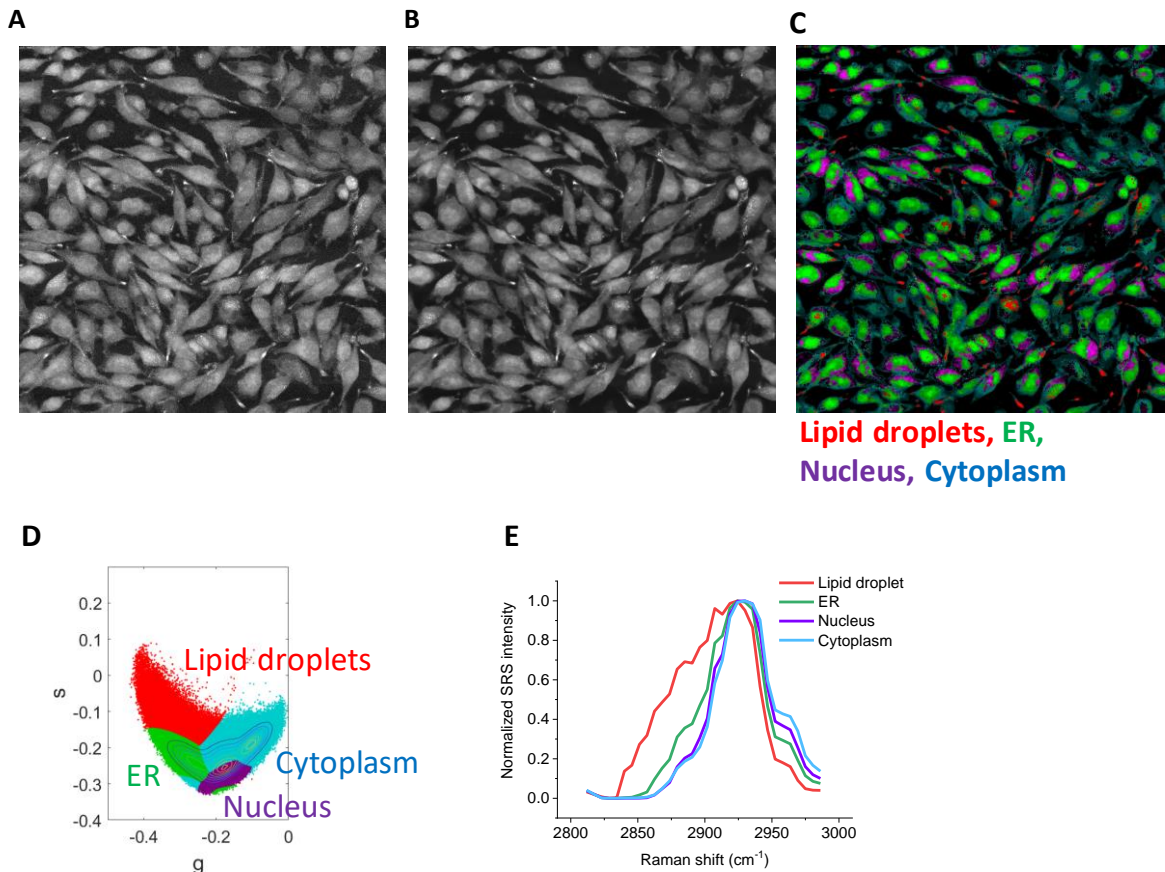 A
B
C
Lipid droplets, ER,
Nucleus, Cytoplasm
D
0.2
0.1
0
-0.1
-0.2
-0.3
-0.4
s
Lipid droplets
ER
Cytoplasm
Nucleus
-0.4
-0.2
0
g
E
Lipid droplet
ER
Nucleus
Cytoplasm
1.0
0.8
0.6
0.4
0.2
0.0
Normalized SRS intensity
2800
2850
2900
2950
3000
Raman shift (cm⁻¹)